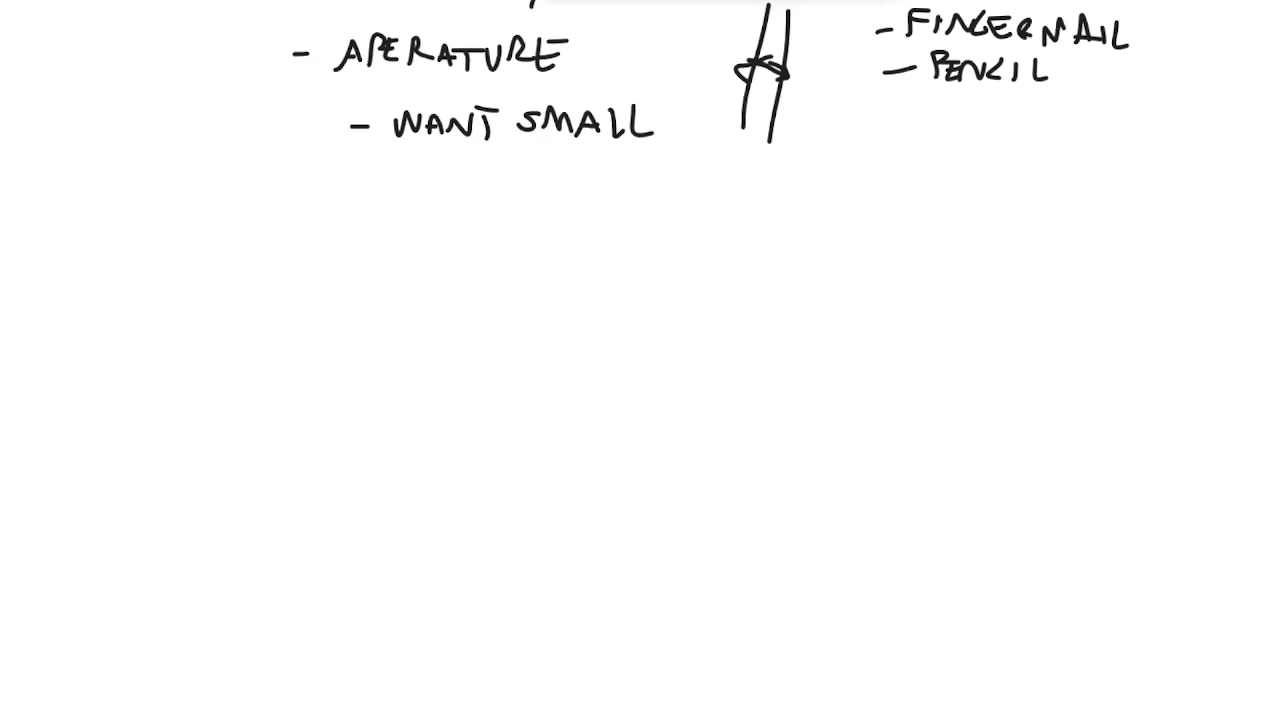 - APERATURE
- WANT SMALL
- FINGERNAIL
- PENCIL